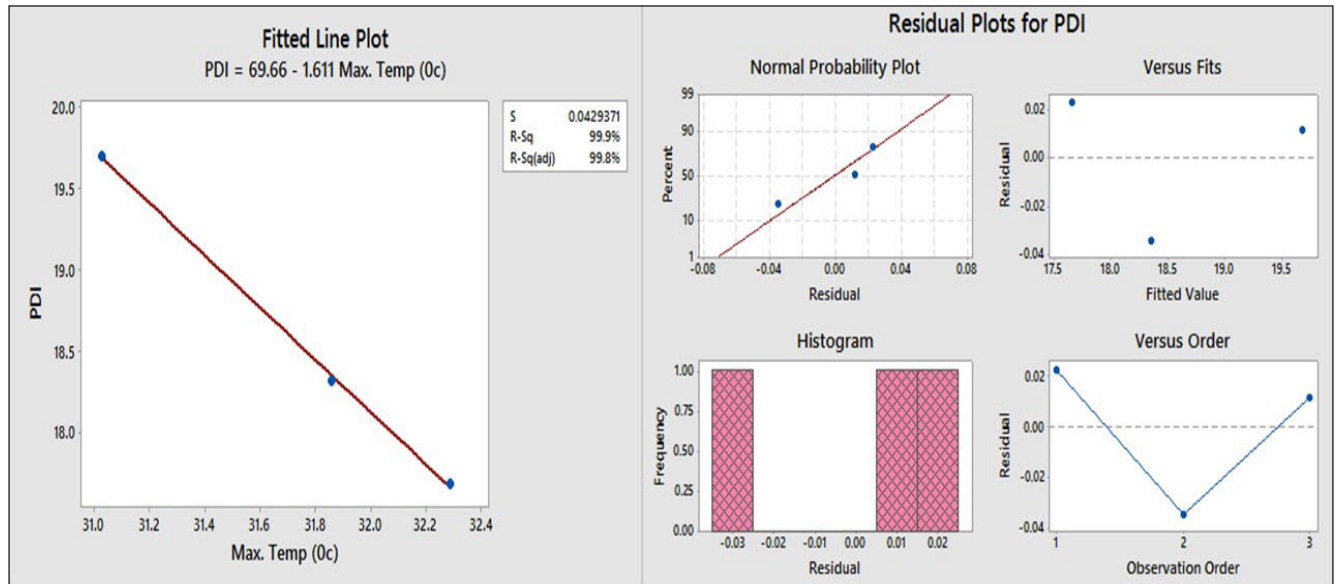 Fitted Line Plot
PDI = 69.66 - 1.611 Max. Temp (0c)
20.0
19.5
19.0
18.5
18.0
PDI
31.0 31.2 31.4 31.6 31.8 32.0 32.2 32.4
Max. Temp (0c)
S 0.0429371
R-Sq 99.9%
R-Sq(adj) 99.8%
Residual Plots for PDI
Normal Probability Plot
99
90
50
10
1
Percent
-0.08 -0.04 0.00 0.04 0.08
Residual
Versus Fits
0.02
0.00
-0.02
-0.04
Residual
17.5 18.0 18.5 19.0 19.5
Fitted Value
Histogram
1.00
0.75
0.50
0.25
0.00
Frequency
-0.03 -0.02 -0.01 0.00 0.01 0.02
Residual
Versus Order
0.02
0.00
-0.02
-0.04
Residual
1 2 3
Observation Order